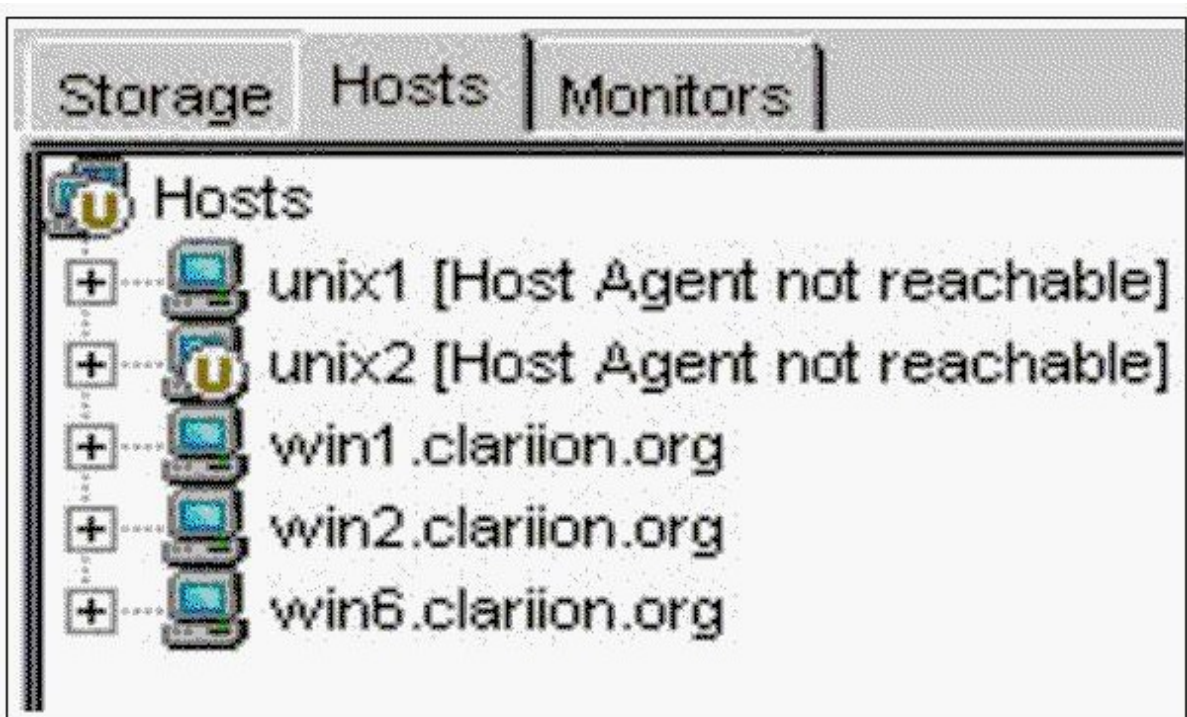 Storage Hosts Monitors
U Hosts
unix1 [Host Agent not reachable]
U unix2 [Host Agent not reachable]
win1.clariion.org
win2.clariion.org
win6.clariion.org